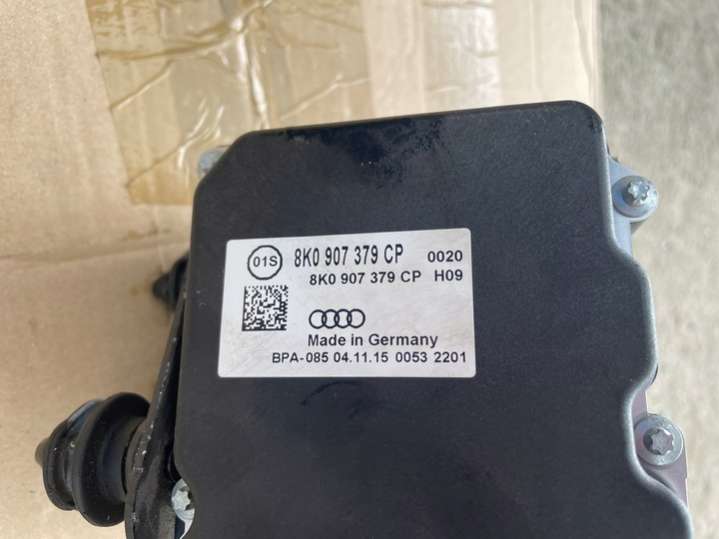 01S 8K0 907 379 CP 0020
8K0 907 379 CP H09
Made in Germany
BPA-085 04.11.15 0053 2201